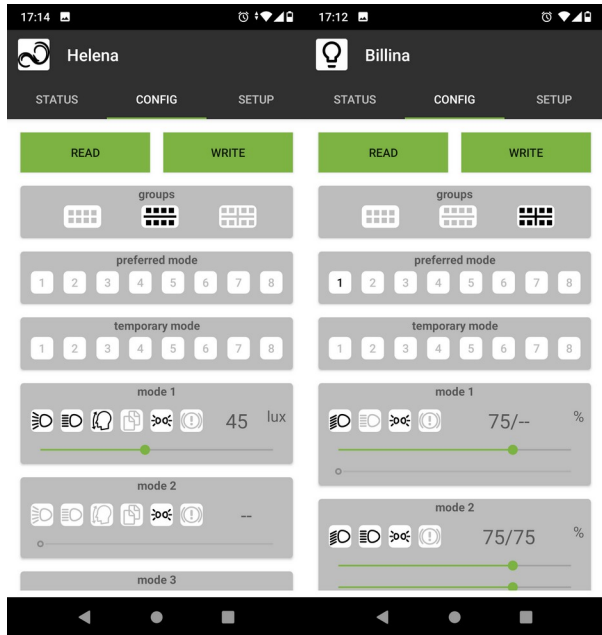 17:14
Helena
STATUS CONFIG SETUP
READ WRITE
groups
preferred mode
1 2 3 4 5 6 7 8
temporary mode
1 2 3 4 5 6 7 8
mode 1
45 lux
mode 2
--
mode 3
17:12
Billina
STATUS CONFIG SETUP
READ WRITE
groups
preferred mode
1 2 3 4 5 6 7 8
temporary mode
1 2 3 4 5 6 7 8
mode 1
75/-- %
mode 2
75/75 %